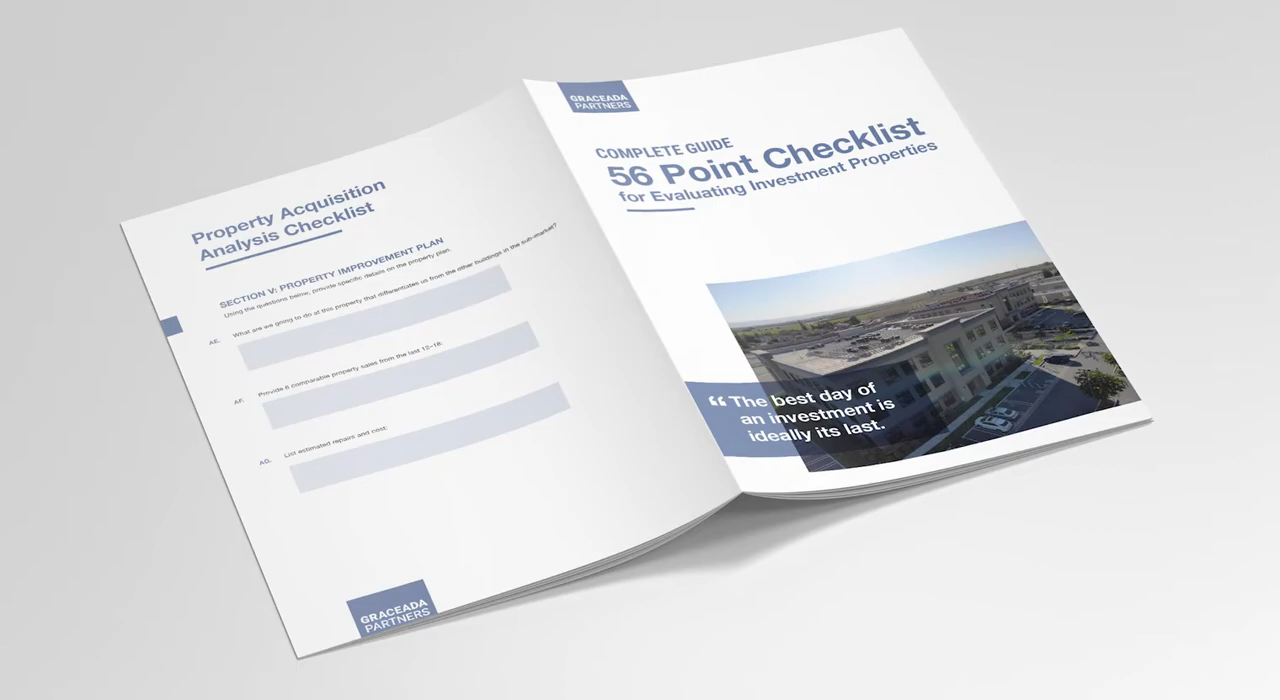 Property Acquisition
Analysis Checklist
SECTION V: PROPERTY IMPROVEMENT PLAN
Using the questions below, provide specific details on the property plan.
AE. What are we going to do at this property that differentiates us from the other buildings in the sub-market?
AF. Provide 6 comparable property sales from the last 12-18:
AG. List estimated repairs and cost:
GRACEADA
PARTNERS
GRACEADA
PARTNERS
COMPLETE GUIDE
56 Point Checklist
for Evaluating Investment Properties
“The best day of
an investment is
ideally its last.